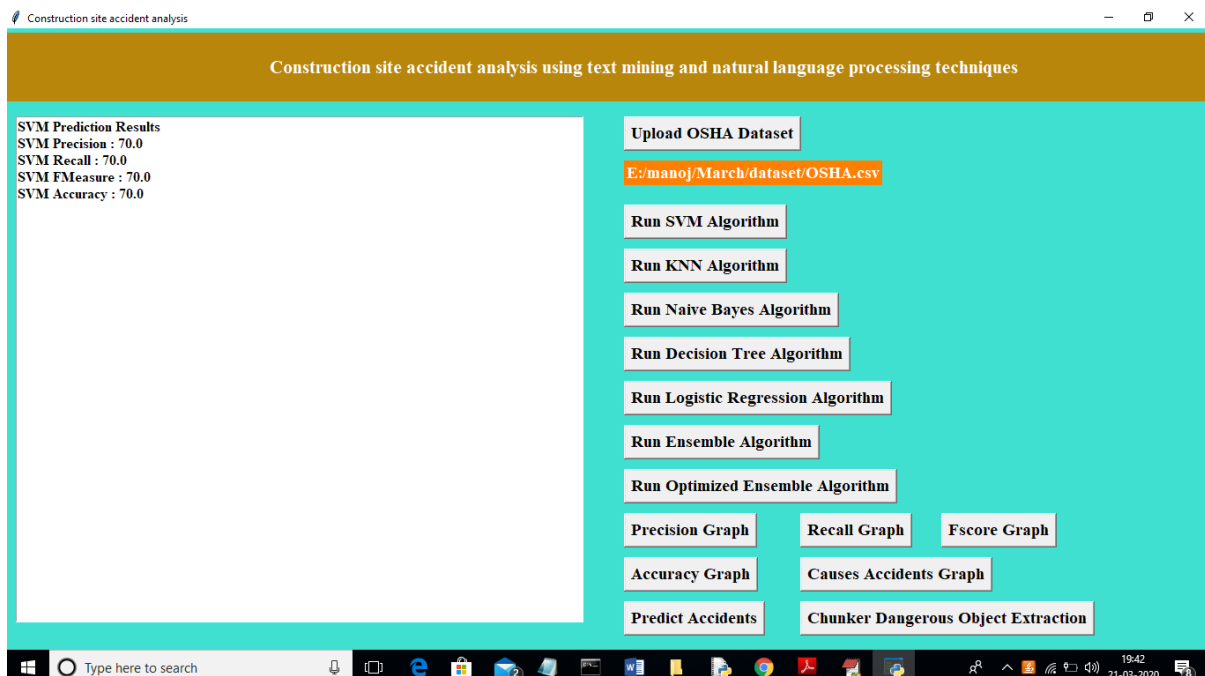 Construction site accident analysis
Construction site accident analysis using text mining and natural language processing techniques
SVM Prediction Results
SVM Precision : 70.0
SVM Recall : 70.0
SVM FMeasure : 70.0
SVM Accuracy : 70.0
Upload OSHA Dataset
E:/manoj/March/dataset/OSHA.csv
Run SVM Algorithm
Run KNN Algorithm
Run Naive Bayes Algorithm
Run Decision Tree Algorithm
Run Logistic Regression Algorithm
Run Ensemble Algorithm
Run Optimized Ensemble Algorithm
Precision Graph Recall Graph Fscore Graph
Accuracy Graph Causes Accidents Graph
Predict Accidents Chunker Dangerous Object Extraction
Type here to search
19:42
21-03-2020